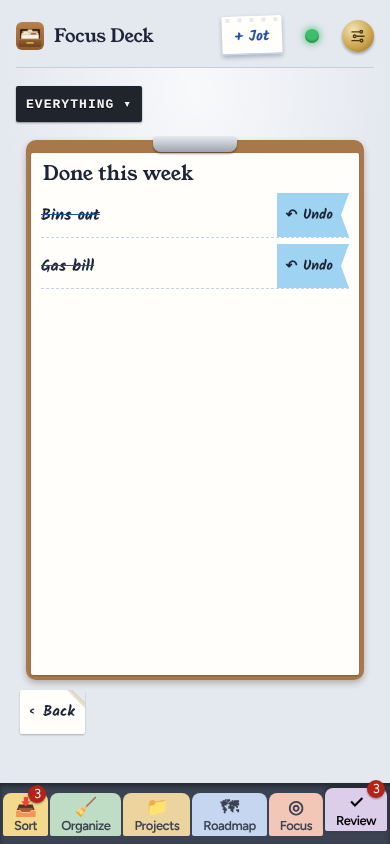 Focus Deck
+ Jot
EVERYTHING ▾
Done this week
Bins out
↶ Undo
Gas bill
↶ Undo
‹ Back
3
3
Sort
Organize
Projects
Roadmap
Focus
Review